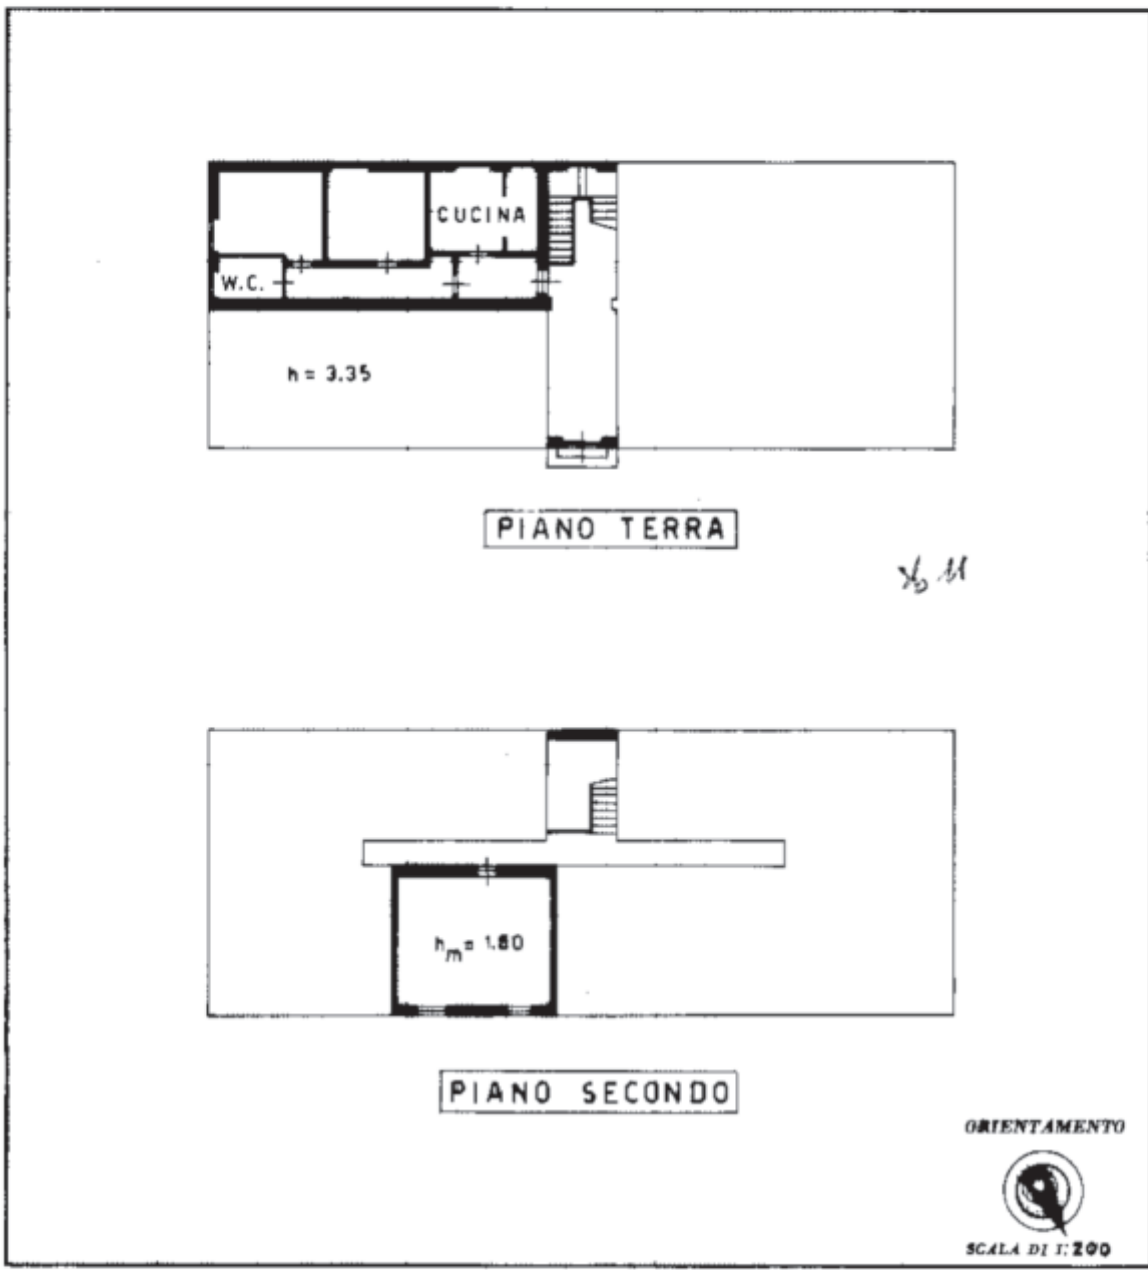 CUCINA
W.C.
h = 3.35
PIANO TERRA
hm = 1.80
PIANO SECONDO
ORIENTAMENTO
SCALA DI 1:200